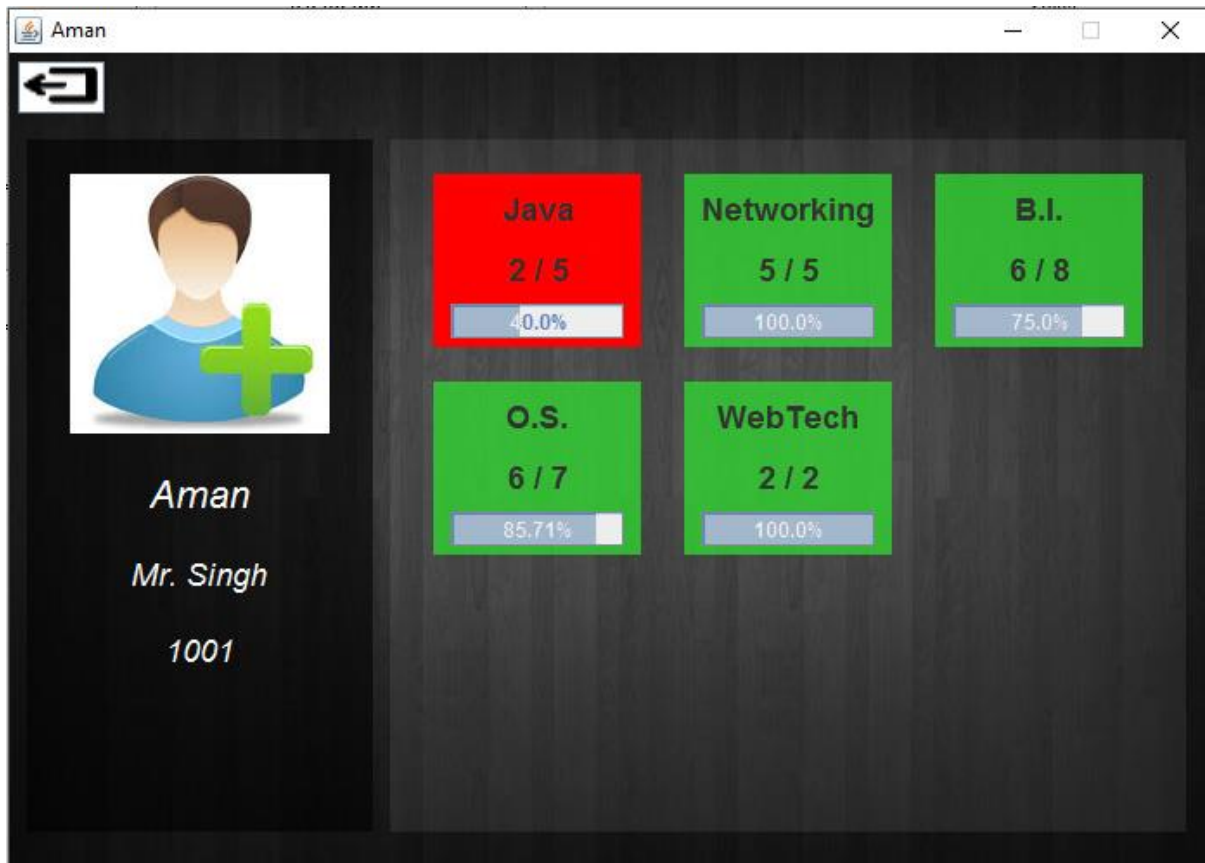 Aman
Java
2 / 5
40.0%
Networking
5 / 5
100.0%
B.I.
6 / 8
75.0%
O.S.
6 / 7
85.71%
WebTech
2 / 2
100.0%
Aman
Mr. Singh
1001